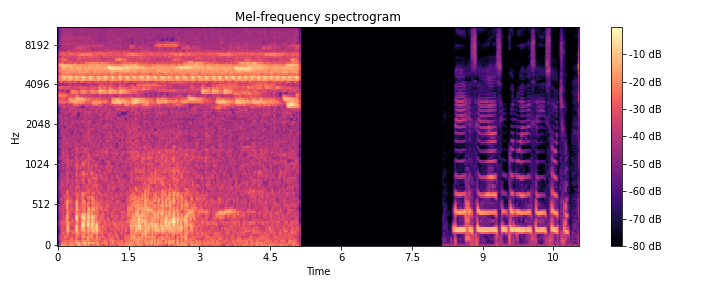 Mel-frequency spectrogram
Hz
8192
4096
2048
1024
512
0
0
1.5
3
4.5
6
7.5
9
10
Time
-10 dB
-20 dB
-30 dB
-40 dB
-50 dB
-60 dB
-70 dB
-80 dB